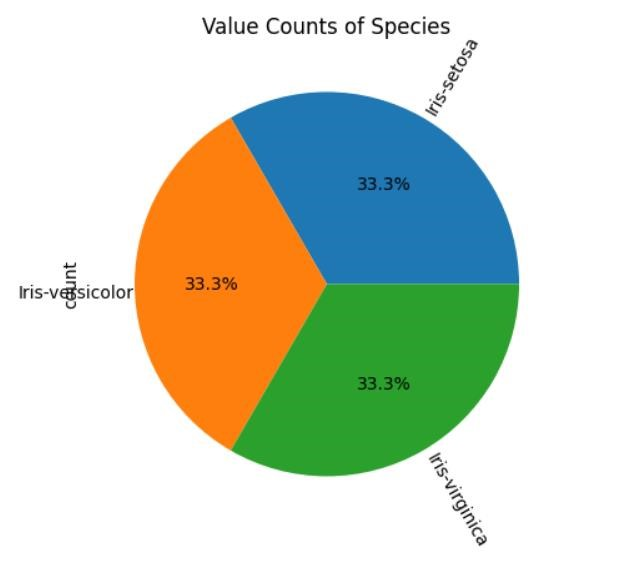 Value Counts of Species
Iris-setosa
33.3%
Iris-versicolor
count
33.3%
33.3%
Iris-virginica